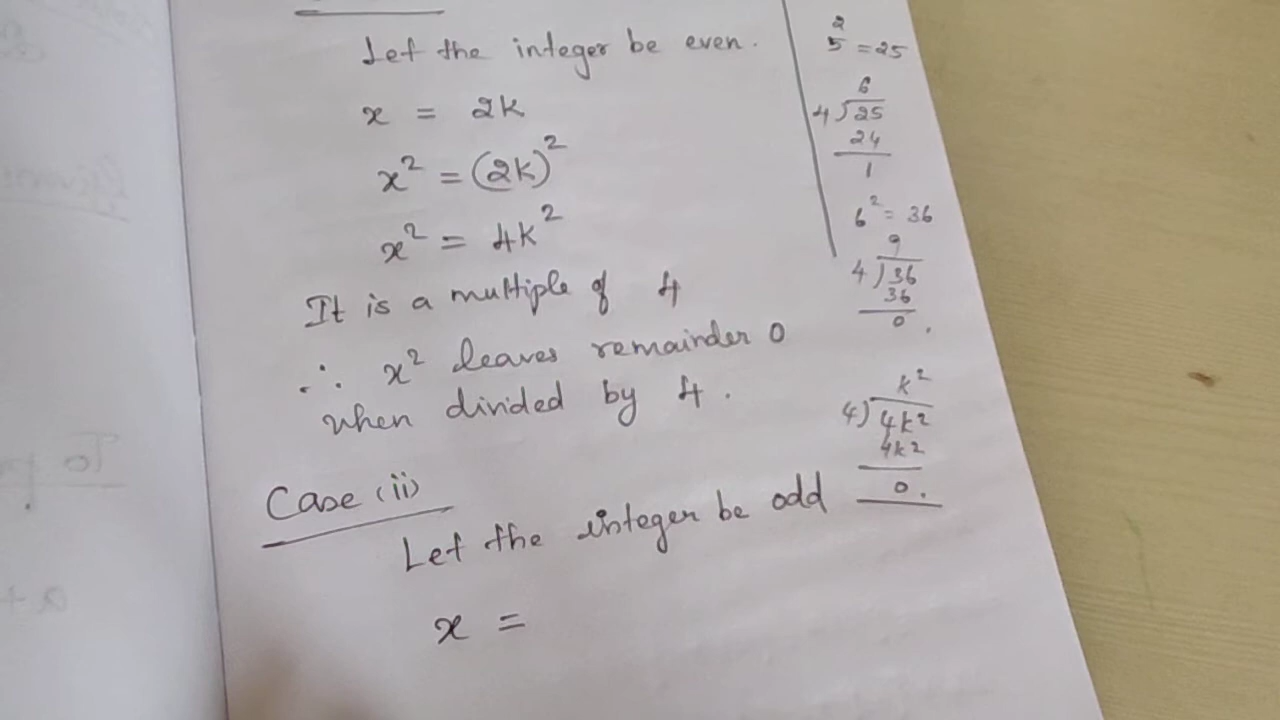 Let the integer be even.
x = 2k
x² = (2k)²
x² = 4k²
It is a multiple of 4
∴ x² leaves remainder 0
when divided by 4.
Case (ii)
Let the integer be odd
x =
5² = 25
6
4)25
24
1
6² = 36
9
4)36
36
0.
k²
4)4k²
4k²
0.